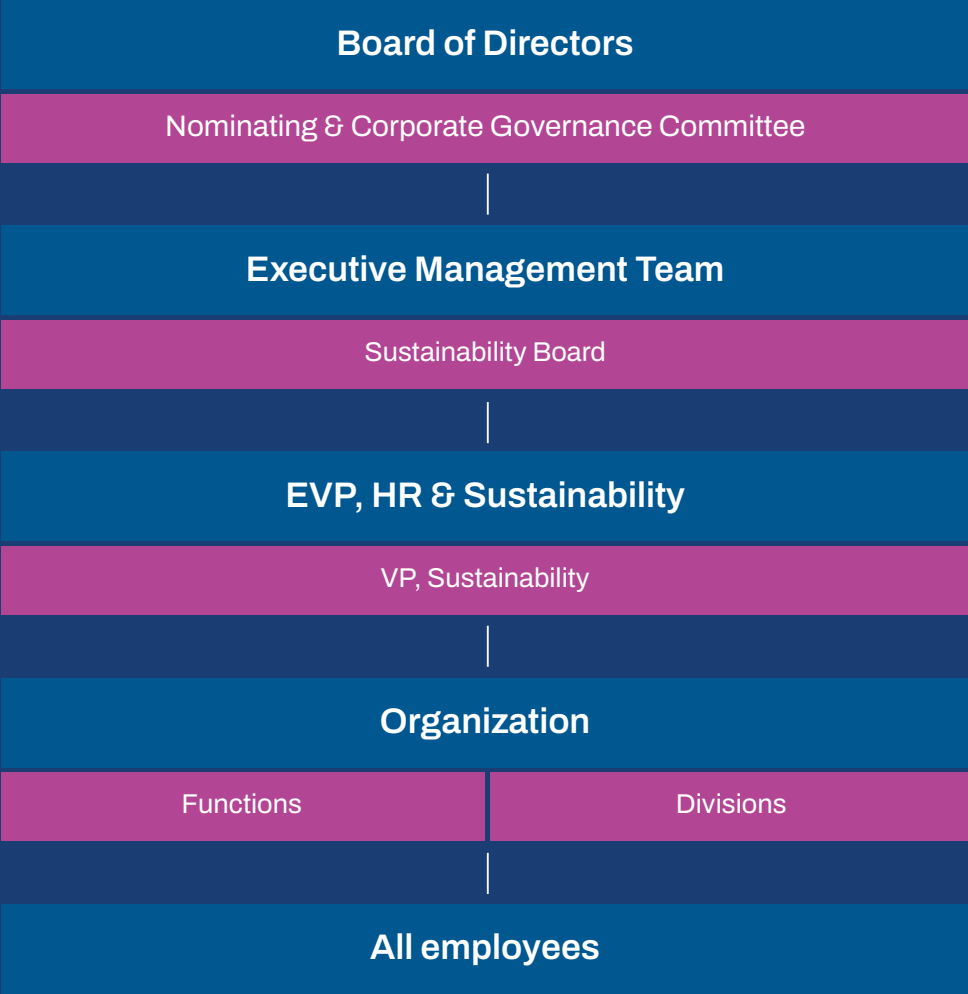 Board of Directors
Nominating & Corporate Governance Committee
Executive Management Team
Sustainability Board
EVP, HR & Sustainability
VP, Sustainability
Organization
Functions
Divisions
All employees